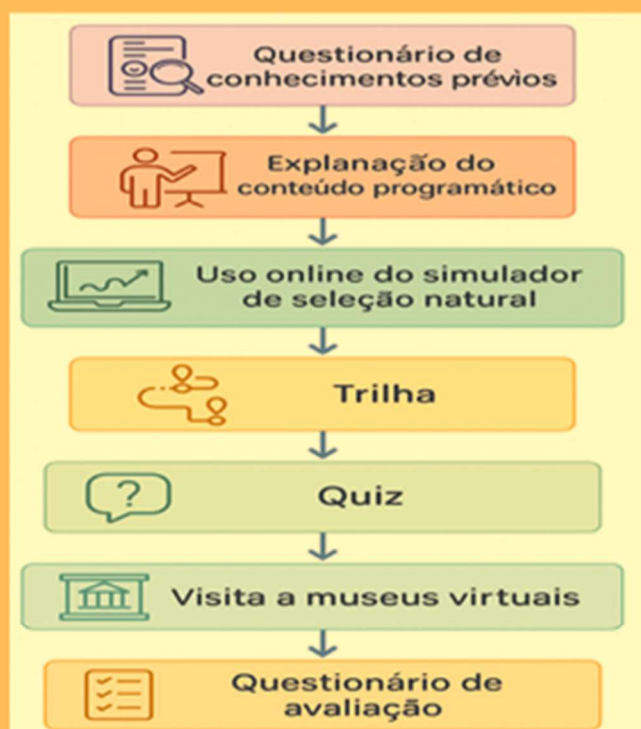 Questionário de
conhecimentos prévios
Explanação do
conteúdo programático
Uso online do simulador
de seleção natural
Trilha
?
Quiz
Visita a museus virtuais
Questionário de
avaliação